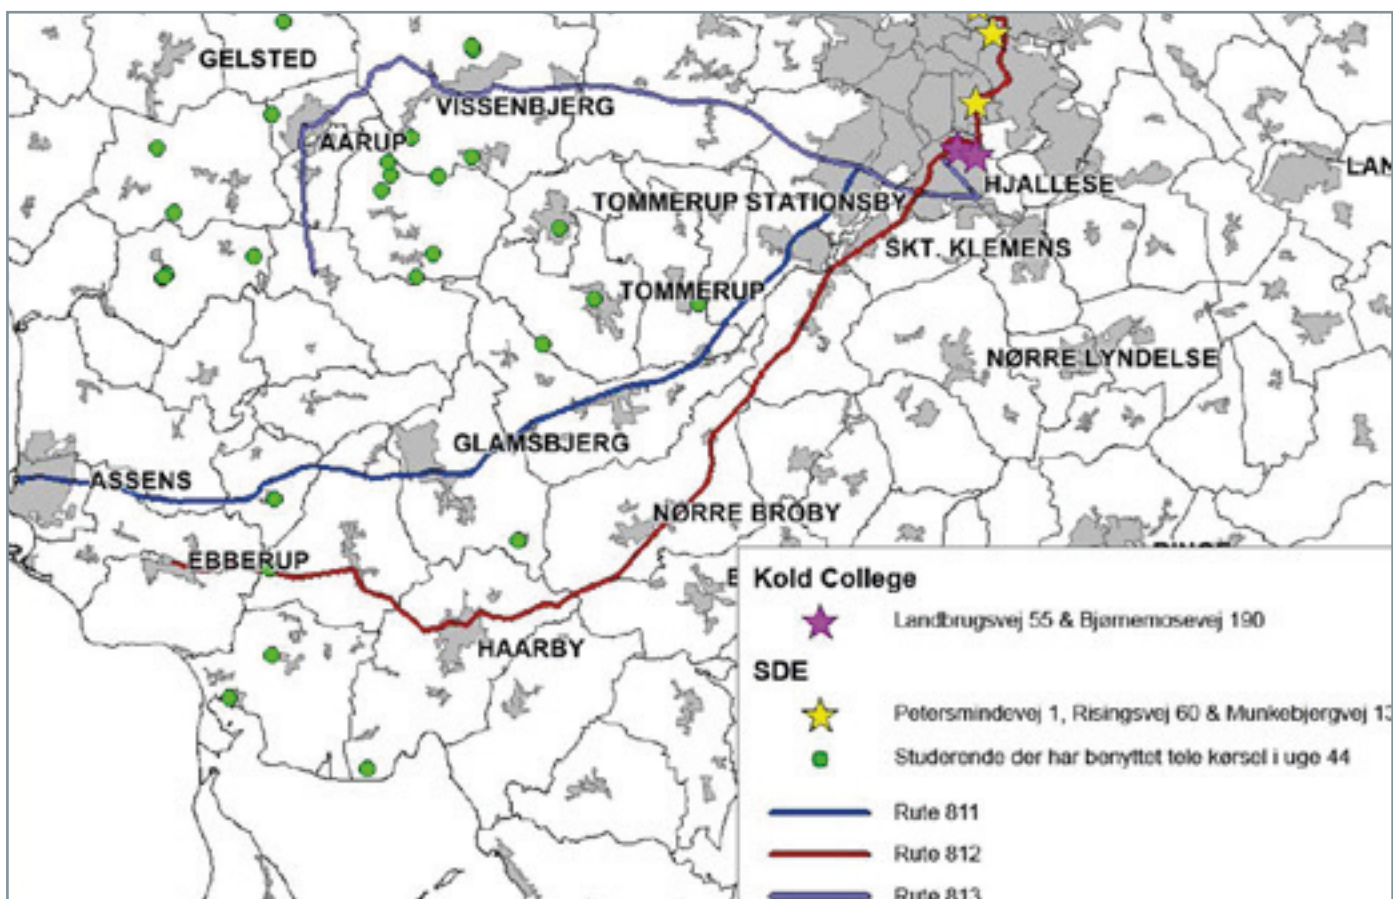 GELSTED
VISSENBJERG
AARUP
LAN
HJALLESE
TOMMERUP STATIONSBY
SKT. KLEMENS
TOMMERUP
NØRRE LYNDELSE
GLAMSBJERG
ASSENS
NØRRE BROBY
EBBERUP
HAARBY
Kold College
Landbrugsvej 55 & Bjørnemosevej 190
SDE
Petersmindevej 1, Risingsvej 60 & Munkebjergvej 13
Studerende der har benyttet tele kørsel i uge 44
Rute 811
Rute 812
Rute 813